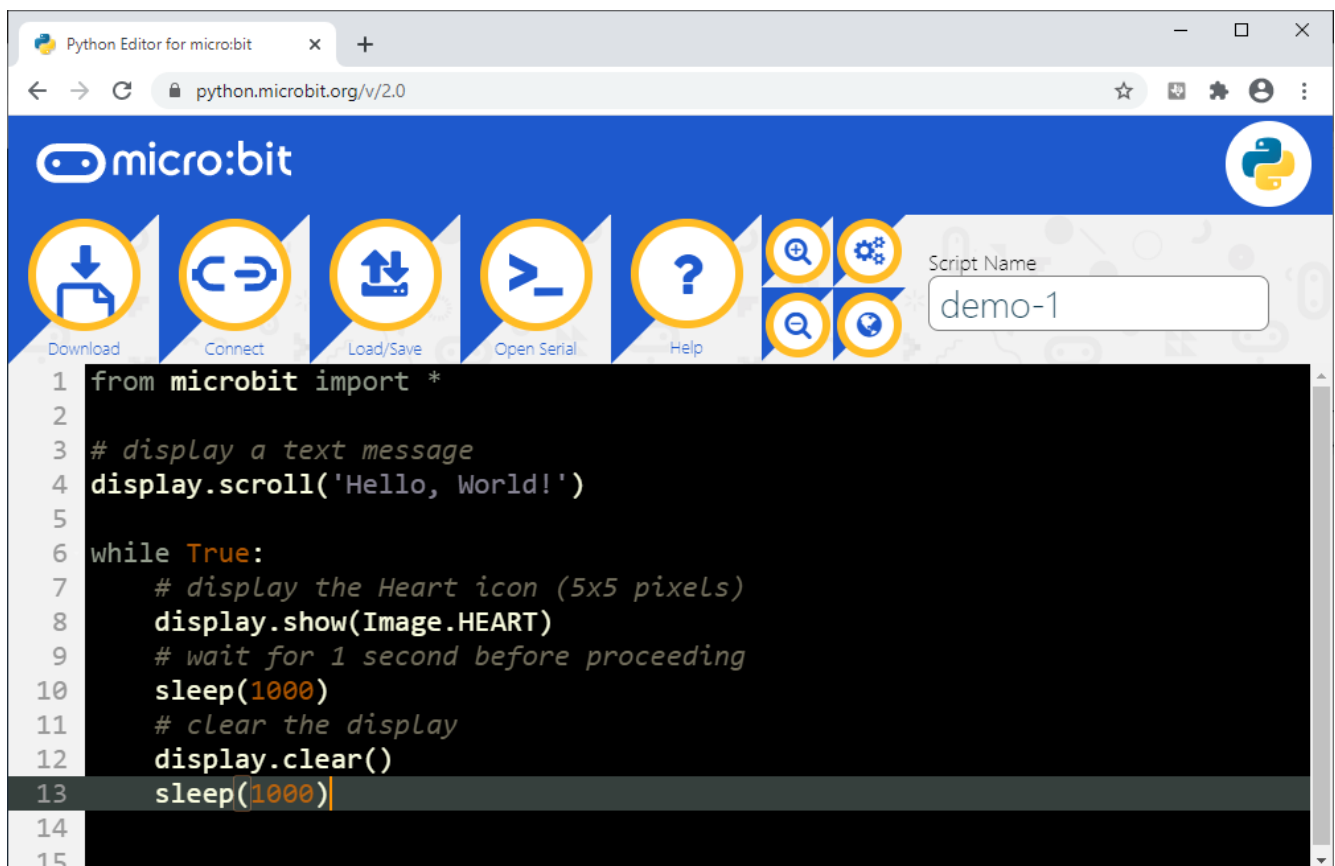 Python Editor for micro:bit
python.microbit.org/v/2.0
micro:bit
Script Name
demo-1
Download Connect Load/Save Open Serial Help
1 from microbit import *
2
3 # display a text message
4 display.scroll('Hello, World!')
5
6 while True:
7     # display the Heart icon (5x5 pixels)
8     display.show(Image.HEART)
9     # wait for 1 second before proceeding
10     sleep(1000)
11     # clear the display
12     display.clear()
13     sleep(1000)
14
15